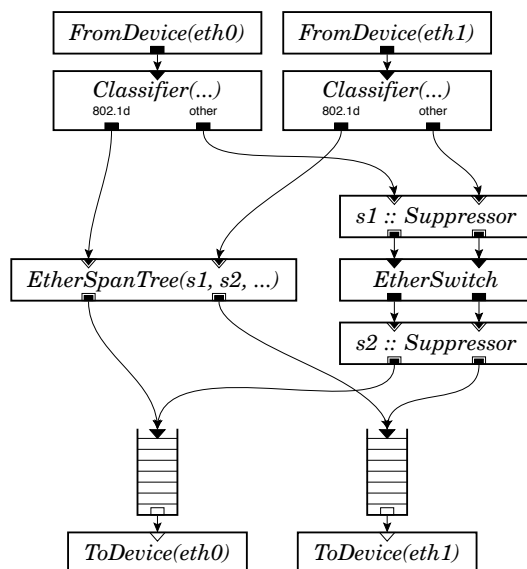 FromDevice(eth0)
FromDevice(eth1)
Classifier(...)
Classifier(...)
802.1d other
802.1d other
s1 :: Suppressor
EtherSpanTree(s1, s2, ...)
EtherSwitch
s2 :: Suppressor
ToDevice(eth0)
ToDevice(eth1)